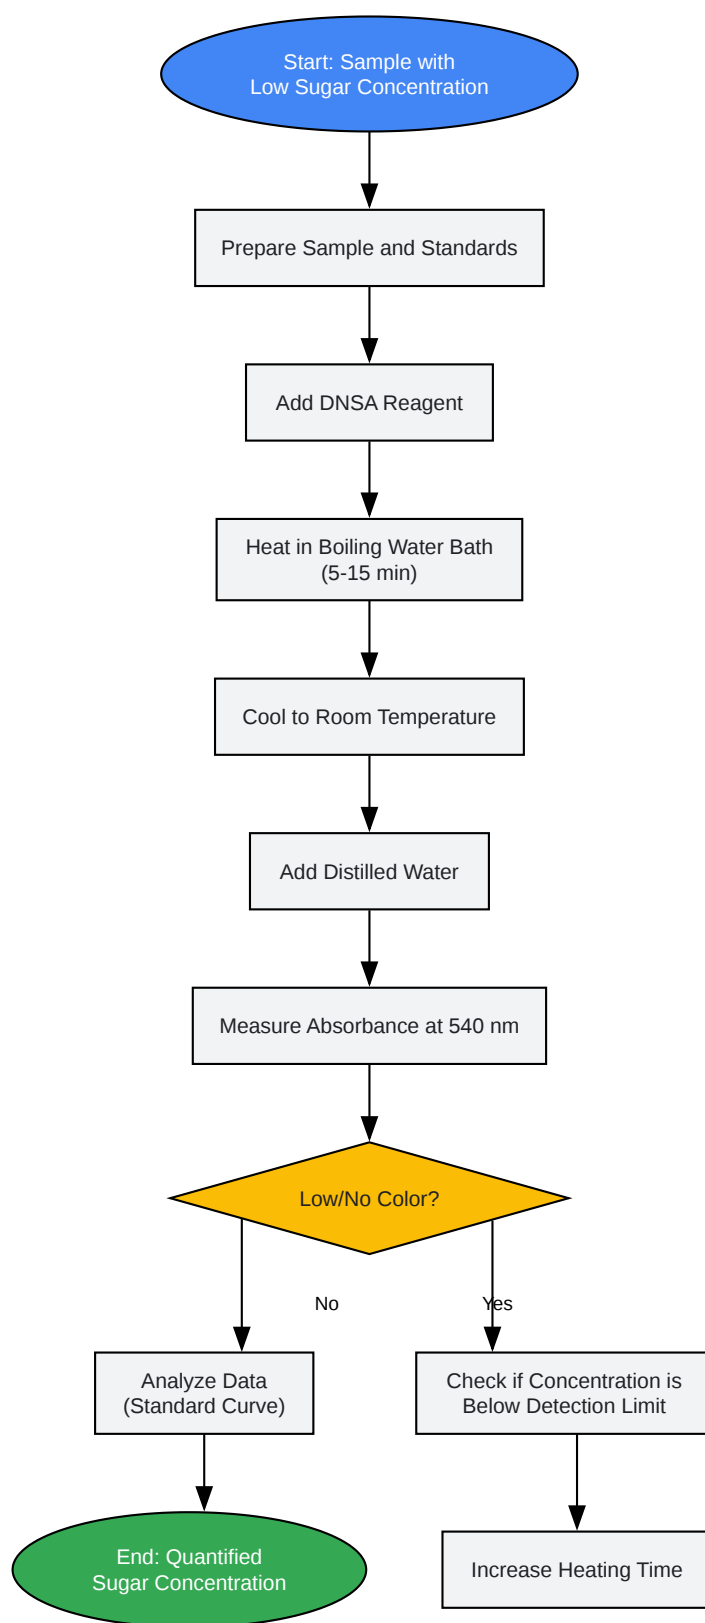 Start: Sample with
Low Sugar Concentration
Prepare Sample and Standards
Add DNSA Reagent
Heat in Boiling Water Bath
(5-15 min)
Cool to Room Temperature
Add Distilled Water
Measure Absorbance at 540 nm
Low/No Color?
No
Yes
Analyze Data
(Standard Curve)
Check if Concentration is
Below Detection Limit
End: Quantified
Sugar Concentration
Increase Heating Time